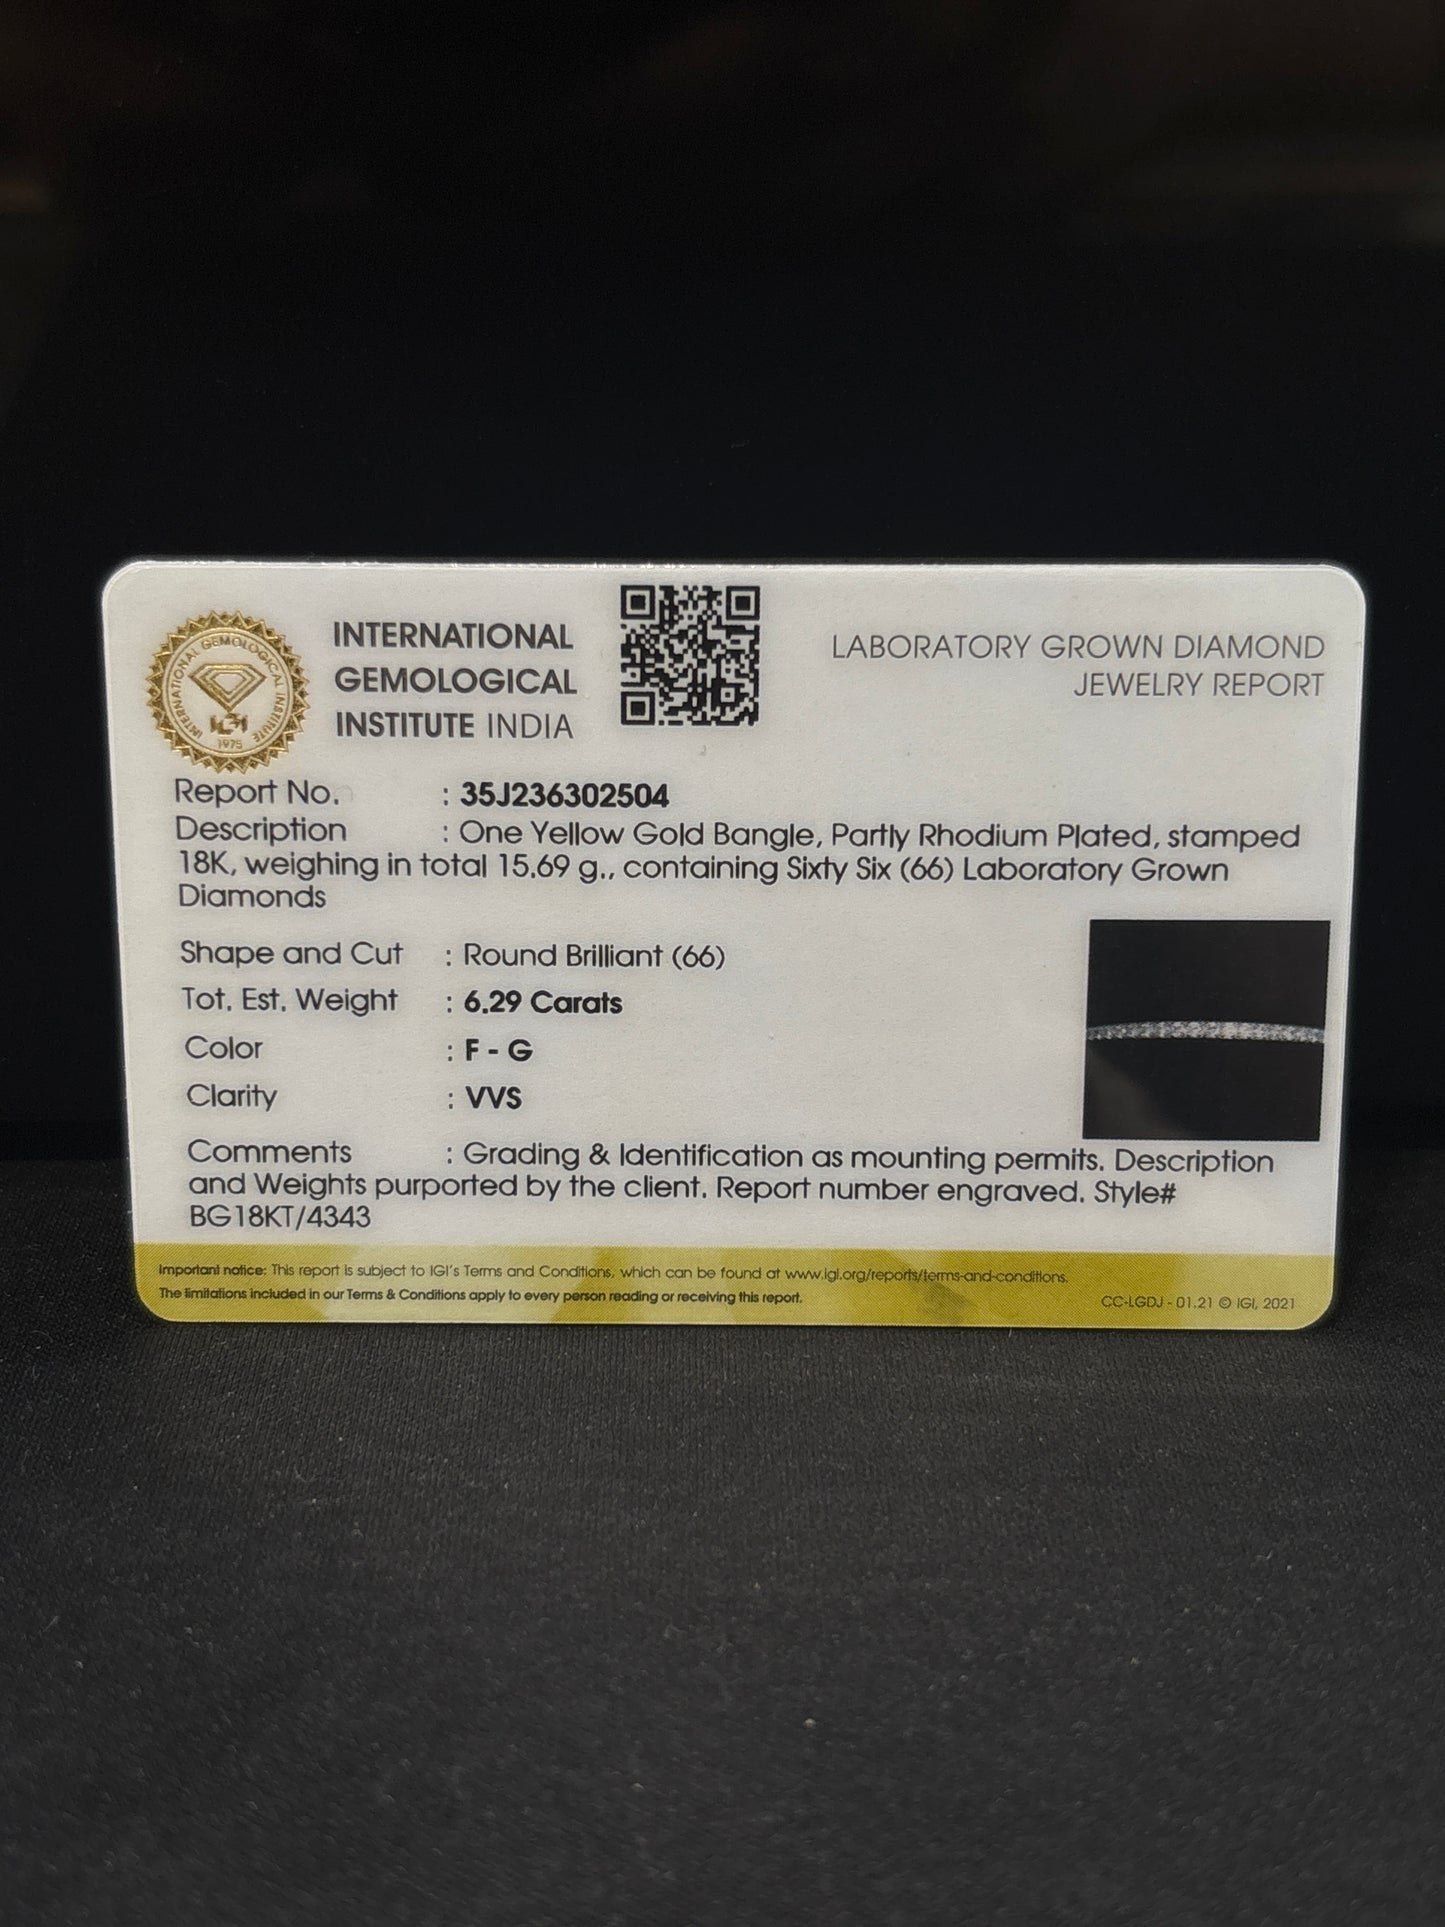 INTERNATIONAL GEMOLOGICAL INSTITUTE
IGI
1975
INTERNATIONAL
GEMOLOGICAL
INSTITUTE INDIA
LABORATORY GROWN DIAMOND
JEWELRY REPORT
Report No. : 35J236302504
Description : One Yellow Gold Bangle, Partly Rhodium Plated, stamped
18K, weighing in total 15.69 g., containing Sixty Six (66) Laboratory Grown
Diamonds
Shape and Cut : Round Brilliant (66)
Tot. Est. Weight : 6.29 Carats
Color : F - G
Clarity : VVS
Comments : Grading & Identification as mounting permits. Description
and Weights purported by the client. Report number engraved. Style#
BG18KT/4343
Important notice: This report is subject to IGI's Terms and Conditions, which can be found at www.igi.org/reports/terms-and-conditions.
The limitations included in our Terms & Conditions apply to every person reading or receiving this report.
CC-LGDJ - 01.21 © IGI, 2021